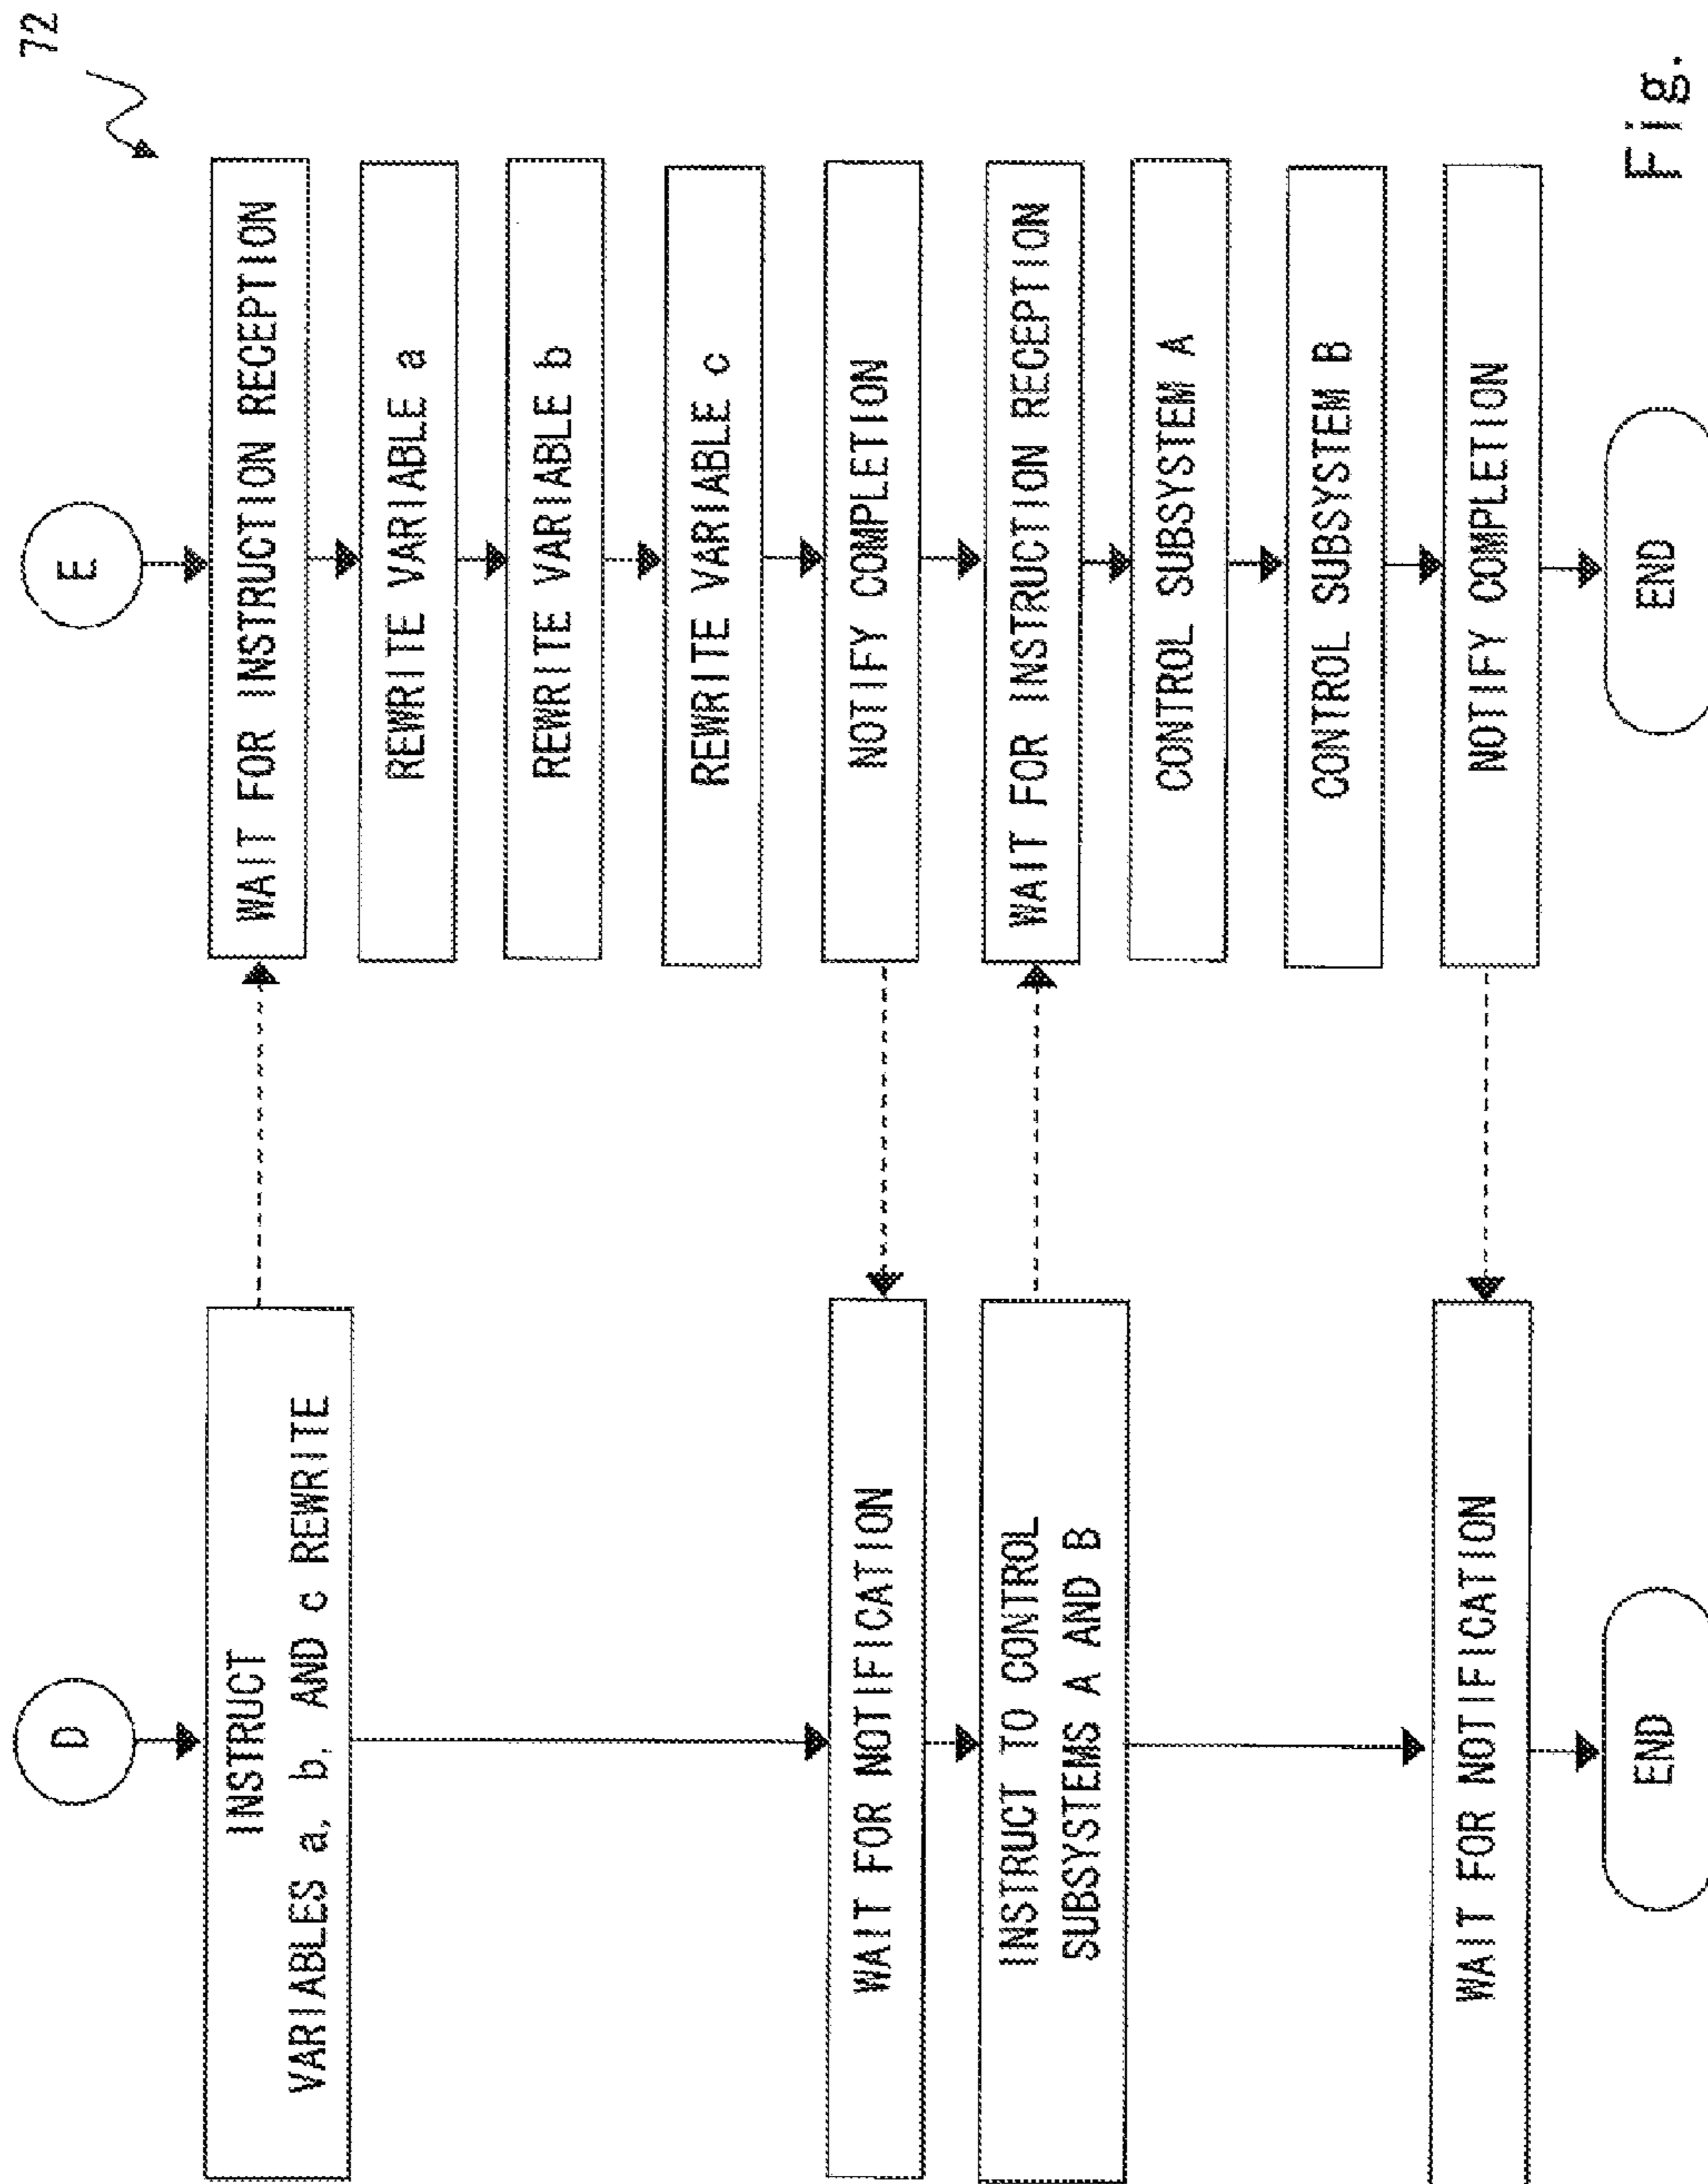 72
D
INSTRUCT
VARIABLES a, b, AND c REWRITE
WAIT FOR NOTIFICATION
INSTRUCT TO CONTROL
SUBSYSTEMS A AND B
WAIT FOR NOTIFICATION
END
E
WAIT FOR INSTRUCTION RECEPTION
REWRITE VARIABLE a
REWRITE VARIABLE b
REWRITE VARIABLE c
NOTIFY COMPLETION
WAIT FOR INSTRUCTION RECEPTION
CONTROL SUBSYSTEM A
CONTROL SUBSYSTEM B
NOTIFY COMPLETION
END
Fig.